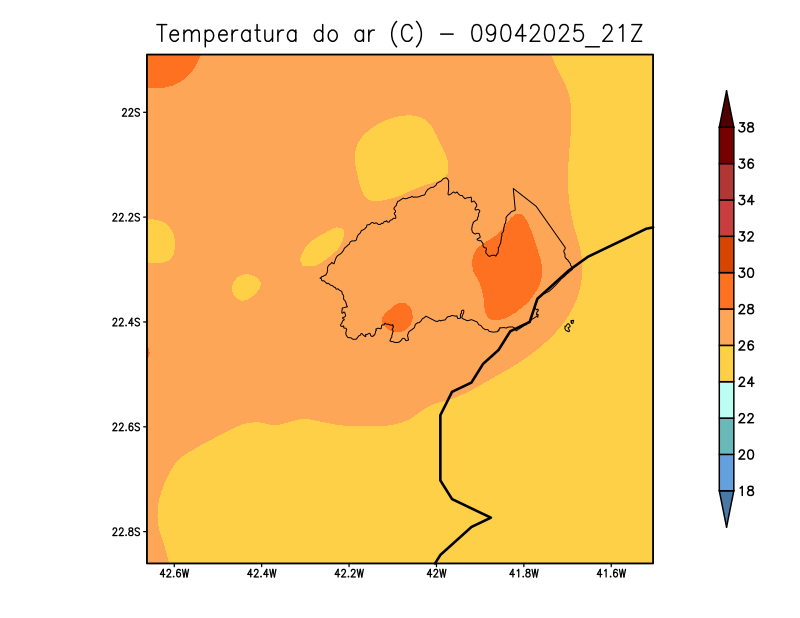 Temperatura do ar (C) - 09042025_21Z
38
36
34
32
30
28
26
24
22
20
18
22S
22.2S
22.4S
22.6S
22.8S
42.6W
42.4W
42.2W
42W
41.8W
41.6W